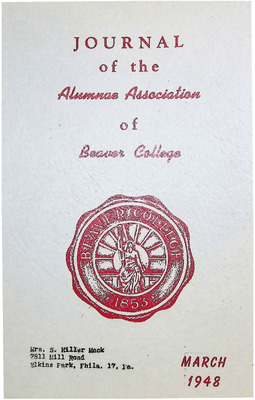 JOURNAL
of the
Alumnae Association
of
Beaver College
BEAVER COLLEGE
1853
Mrs. S. Miller Mack
7811 Mill Road
Elkins Park, Phila. 17, Pa.
MARCH
1948